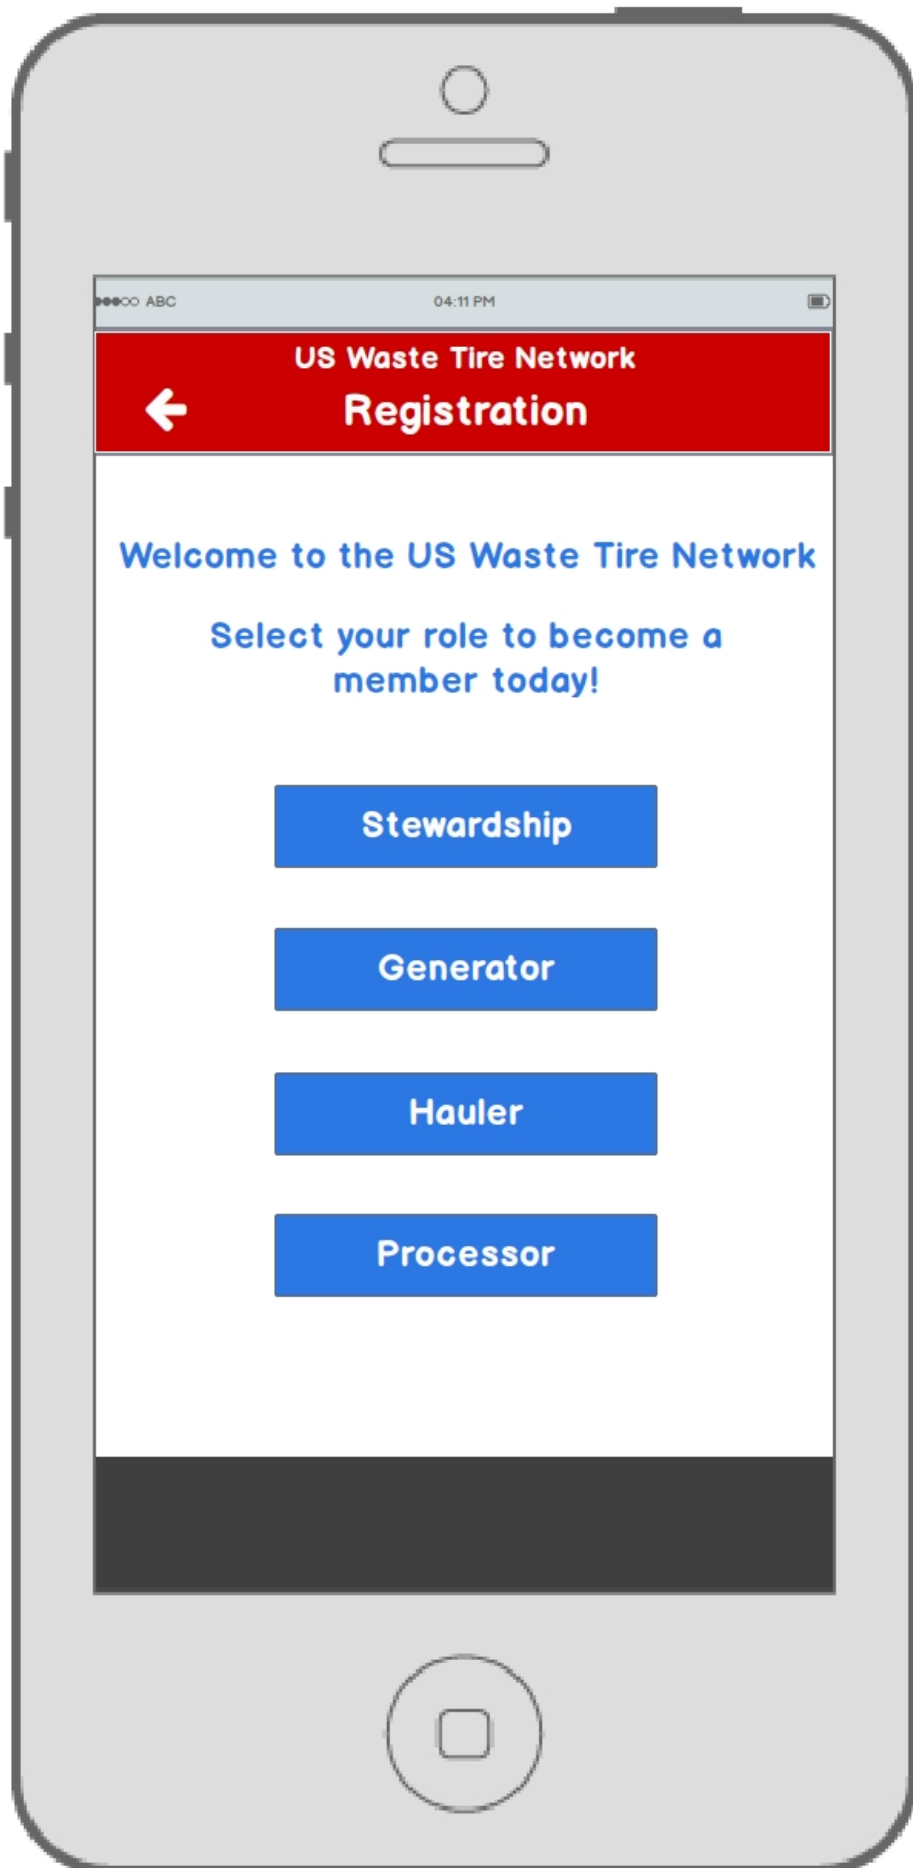 ABC 04:11 PM
US Waste Tire Network
Registration
Welcome to the US Waste Tire Network
Select your role to become a
member today!
Stewardship
Generator
Hauler
Processor